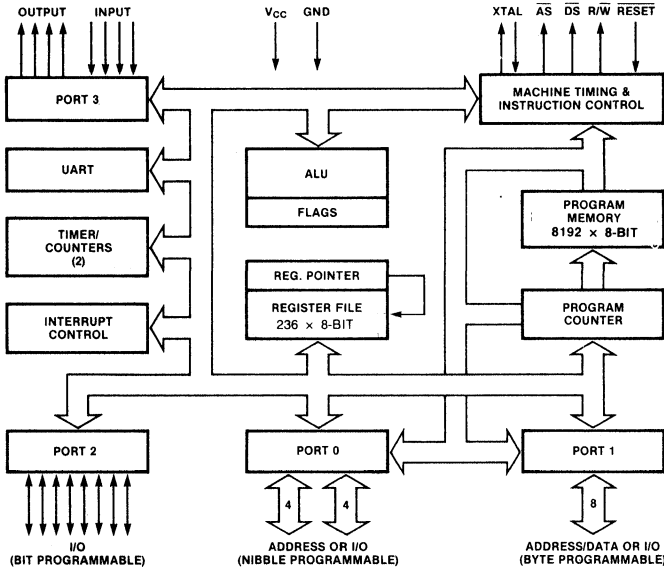 OUTPUT INPUT
VCC GND
XTAL AS DS R/W RESET
PORT 3
MACHINE TIMING &
INSTRUCTION CONTROL
UART
ALU
FLAGS
TIMER/
COUNTERS
(2)
PROGRAM
MEMORY
8192 × 8-BIT
REG. POINTER
REGISTER FILE
236 × 8-BIT
INTERRUPT
CONTROL
PROGRAM
COUNTER
PORT 2
PORT 0
PORT 1
4 4
8
I/O
(BIT PROGRAMMABLE)
ADDRESS OR I/O
(NIBBLE PROGRAMMABLE)
ADDRESS/DATA OR I/O
(BYTE PROGRAMMABLE)